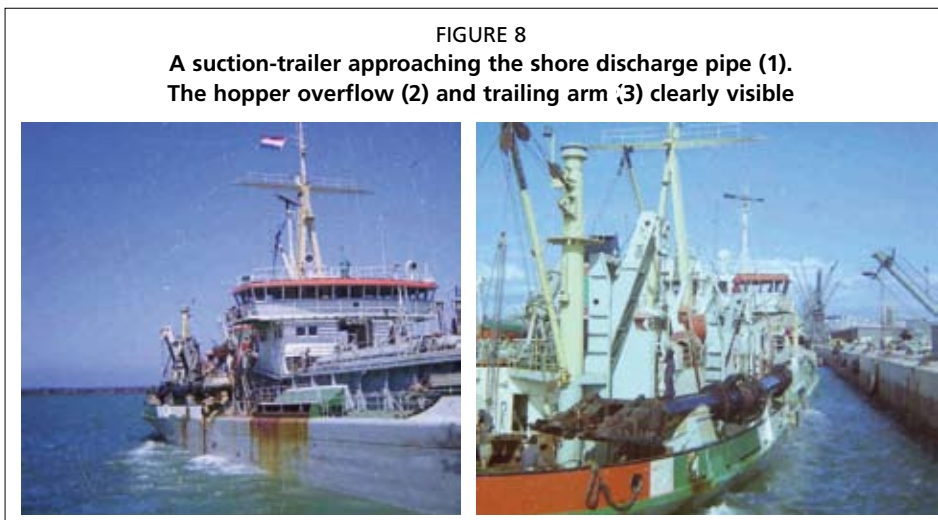 FIGURE 8
A suction-trailer approaching the shore discharge pipe (1).
The hopper overflow (2) and trailing arm (3) clearly visible